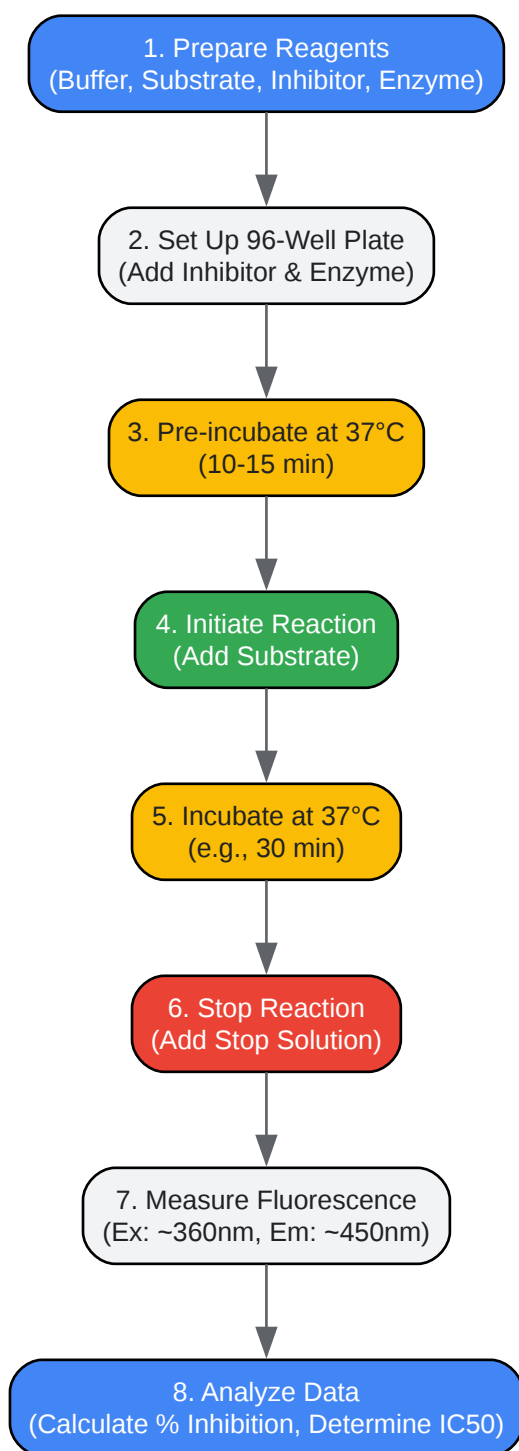 1. Prepare Reagents
(Buffer, Substrate, Inhibitor, Enzyme)
2. Set Up 96-Well Plate
(Add Inhibitor & Enzyme)
3. Pre-incubate at 37°C
(10-15 min)
4. Initiate Reaction
(Add Substrate)
5. Incubate at 37°C
(e.g., 30 min)
6. Stop Reaction
(Add Stop Solution)
7. Measure Fluorescence
(Ex: ~360nm, Em: ~450nm)
8. Analyze Data
(Calculate % Inhibition, Determine IC50)